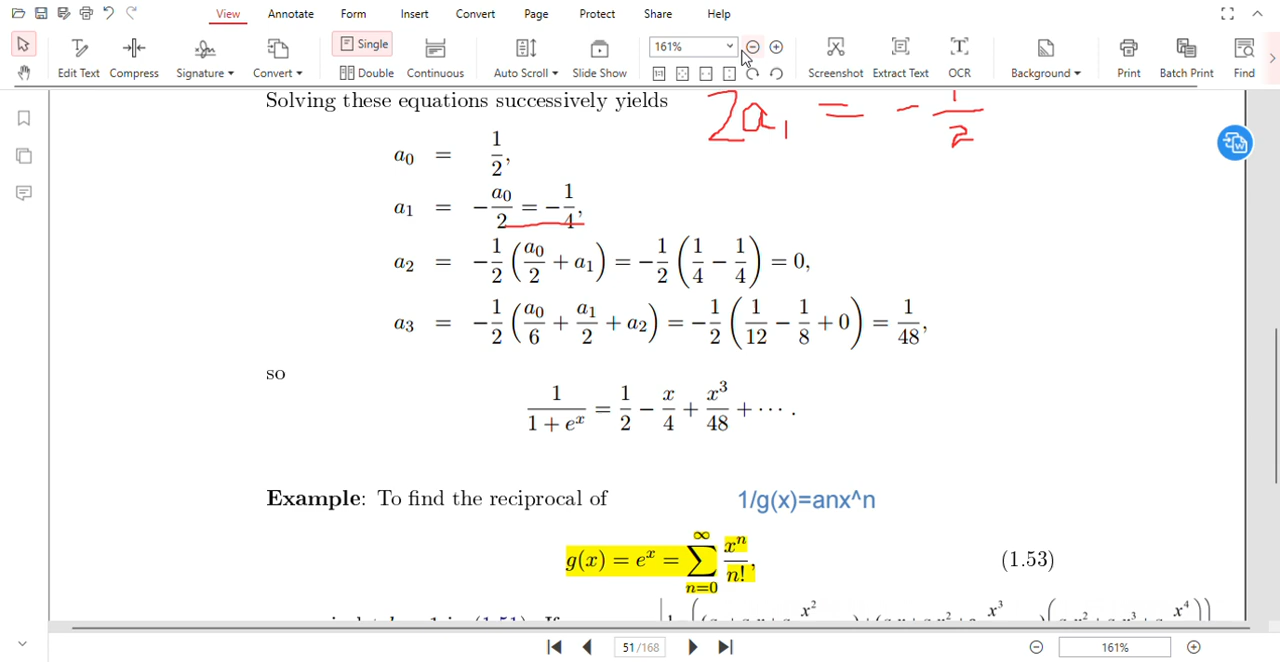 View Annotate Form Insert Convert Page Protect Share Help
Single 161%
Edit Text Compress Signature Convert Double Continuous Auto Scroll Slide Show Screenshot Extract Text OCR Background Print Batch Print Find
Solving these equations successively yields 2a₁ = - 1/2
a₀ = 1/2,
a₁ = −a₀/2 = −1/4,
a₂ = −1/2 (a₀/2 + a₁) = −1/2 (1/4 − 1/4) = 0,
a₃ = −1/2 (a₀/6 + a₁/2 + a₂) = −1/2 (1/12 − 1/8 + 0) = 1/48,
so
1/(1 + eˣ) = 1/2 − x/4 + x³/48 + ··· .
Example: To find the reciprocal of 1/g(x)=anx^n
g(x) = eˣ = ∑_{n=0}^{∞} xⁿ/n!, (1.53)
51/168 161%